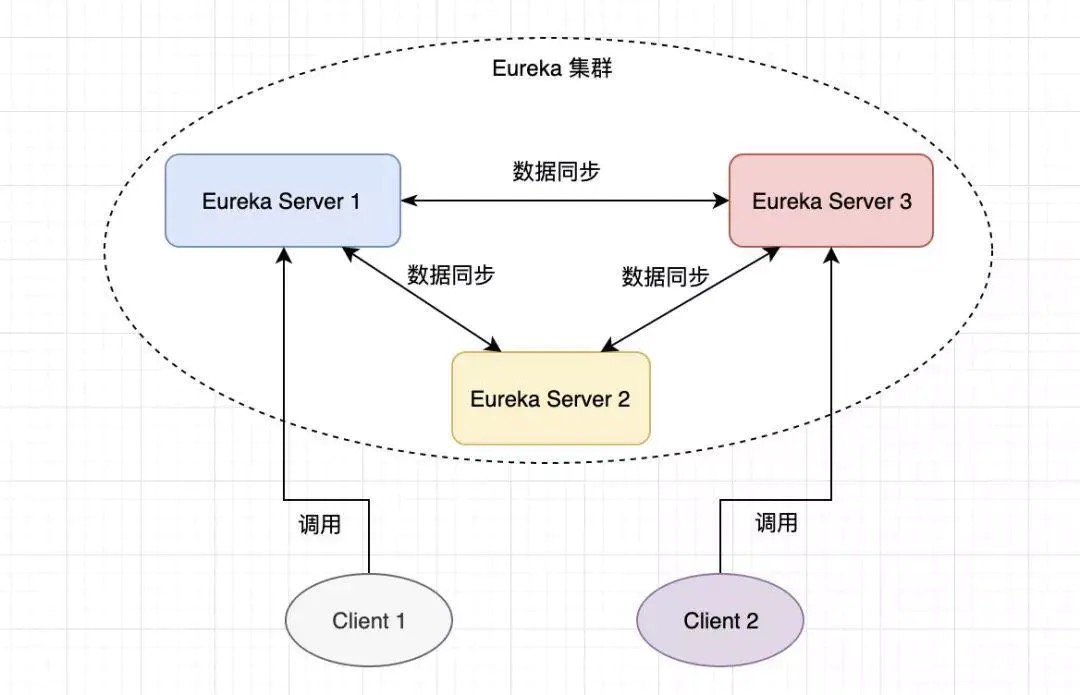 Eureka 集群
数据同步
Eureka Server 1
Eureka Server 3
数据同步
数据同步
Eureka Server 2
调用
调用
Client 1
Client 2